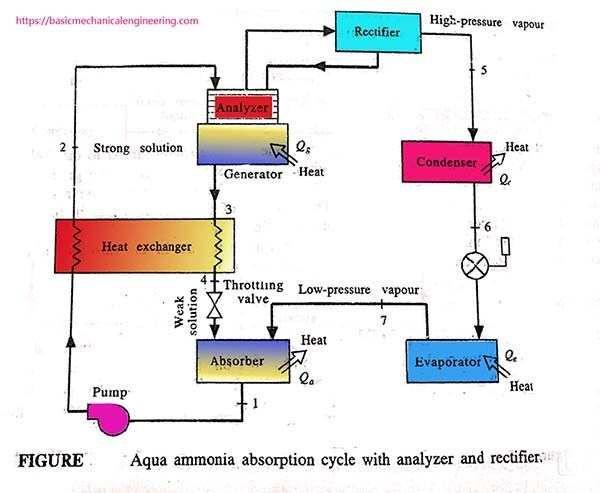 https://basicmechanicalengineering.com
High-pressure vapour
Rectifier
5
Analyzer
2
Strong solution
Qg
Heat
Generator
Heat
Condenser
Qc
3
6
Heat exchanger
4
Throttling
valve
Weak
solution
Low-pressure vapour
7
Heat
Absorber
Qa
Evaporator
Qe
Heat
Pump
1
FIGURE
Aqua ammonia absorption cycle with analyzer and rectifier.